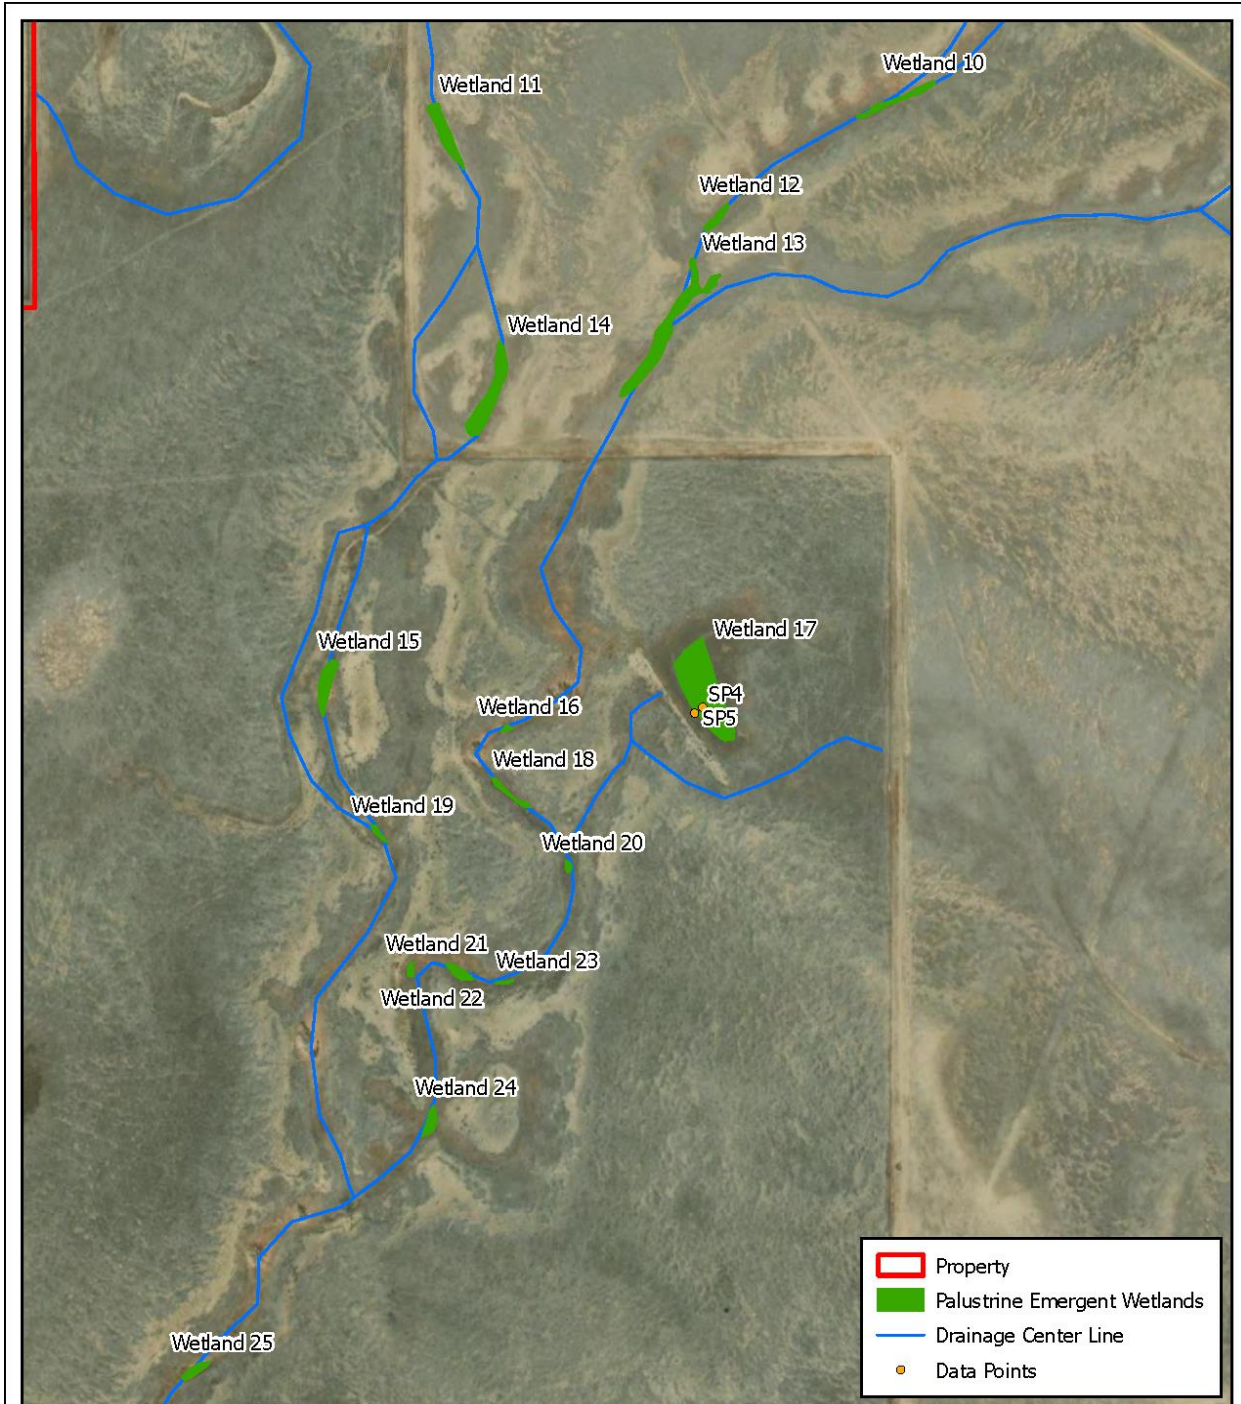 Wetland 10
Wetland 11
Wetland 12
Wetland 13
Wetland 14
Wetland 17
Wetland 15
SP4
Wetland 16
SP5
Wetland 18
Wetland 19
Wetland 20
Wetland 21
Wetland 23
Wetland 22
Wetland 24
Wetland 25
Property
Palustrine Emergent Wetlands
Drainage Center Line
Data Points